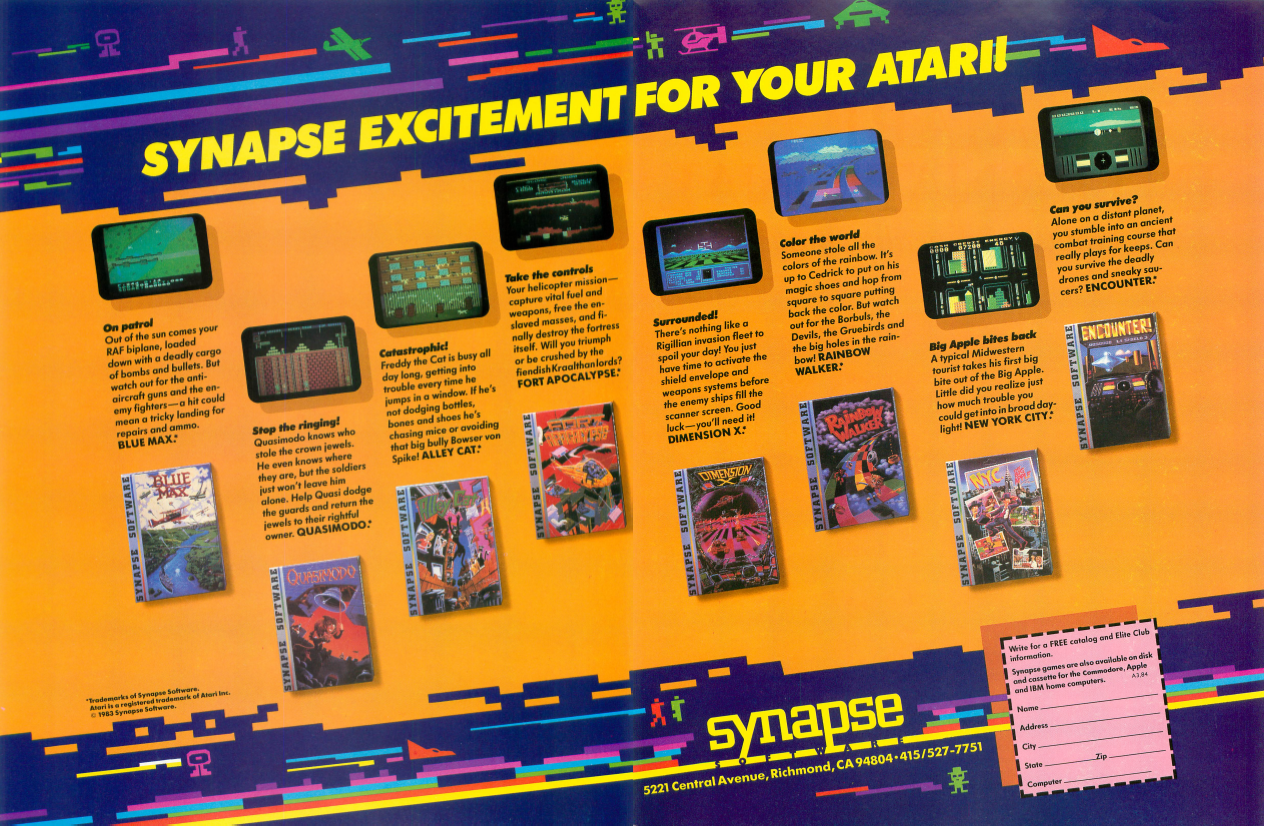 SYNAPSE EXCITEMENT FOR YOUR ATARI!
On patrol
Out of the sun comes your
RAF biplane, loaded
down with a deadly cargo
of bombs and bullets. But
watch out for the anti-
aircraft guns and the en-
emy fighters—a hit could
mean a tricky landing for
repairs and ammo.
BLUE MAX.*
SYNAPSE SOFTWARE
BLUE
MAX
Stop the ringing!
Quasimodo knows who
stole the crown jewels.
He even knows where
they are, but the soldiers
just won't leave him
alone. Help Quasi dodge
the guards and return the
jewels to their rightful
owner. QUASIMODO.*
SYNAPSE SOFTWARE
QUASIMODO
Catastrophic!
Freddy the Cat is busy all
day long, getting into
trouble every time he
jumps in a window. If he's
not dodging bottles,
bones and shoes he's
chasing mice or avoiding
that big bully Bowser von
Spike! ALLEY CAT.*
SYNAPSE SOFTWARE
Take the controls
Your helicopter mission—
capture vital fuel and
weapons, free the en-
slaved masses, and fi-
nally destroy the fortress
itself. Will you triumph
or be crushed by the
fiendish Kraalthan lords?
FORT APOCALYPSE.*
SYNAPSE SOFTWARE
Surrounded!
There's nothing like a
Rigillian invasion fleet to
spoil your day! You just
have time to activate the
shield envelope and
weapons systems before
the enemy ships fill the
scanner screen. Good
luck—you'll need it!
DIMENSION X.*
SYNAPSE SOFTWARE
DIMENSION
X
Color the world
Someone stole all the
colors of the rainbow. It's
up to Cedrick to put on his
magic shoes and hop from
square to square putting
back the color. But watch
out for the Borbuls, the
Devils, the Gruebirds and
the big holes in the rain-
bow! RAINBOW
WALKER.*
SYNAPSE SOFTWARE
RAINBOW
WALKER
CASH CREDIT ENERGY
Big Apple bites back
A typical Midwestern
tourist takes his first big
bite out of the Big Apple.
Little did you realize just
how much trouble you
could get into in broad day-
light! NEW YORK CITY.*
SYNAPSE SOFTWARE
NYC
Can you survive?
Alone on a distant planet,
you stumble into an ancient
combat training course that
really plays for keeps. Can
you survive the deadly
drones and sneaky sau-
cers? ENCOUNTER.*
ENCOUNTER!
*Trademarks of Synapse Software.
Atari is a registered trademark of Atari Inc.
© 1983 Synapse Software.
synapse
SOFTWARE
5221 Central Avenue, Richmond, CA 94804 • 415/527-7751
Write for a FREE catalog and Elite Club
information.
Synapse games are also available on disk
and cassette for the Commodore, Apple
and IBM home computers. A3,84
Name
Address
City
State Zip
Computer